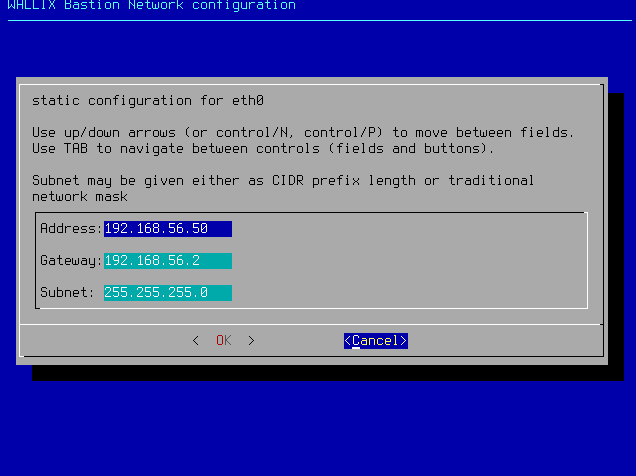 WALLIX Bastion Network configuration
static configuration for eth0
Use up/down arrows (or control/N, control/P) to move between fields.
Use TAB to navigate between controls (fields and buttons).
Subnet may be given either as CIDR prefix length or traditional
network mask
Address:192.168.56.50
Gateway:192.168.56.2
Subnet: 255.255.255.0
< OK > <Cancel>